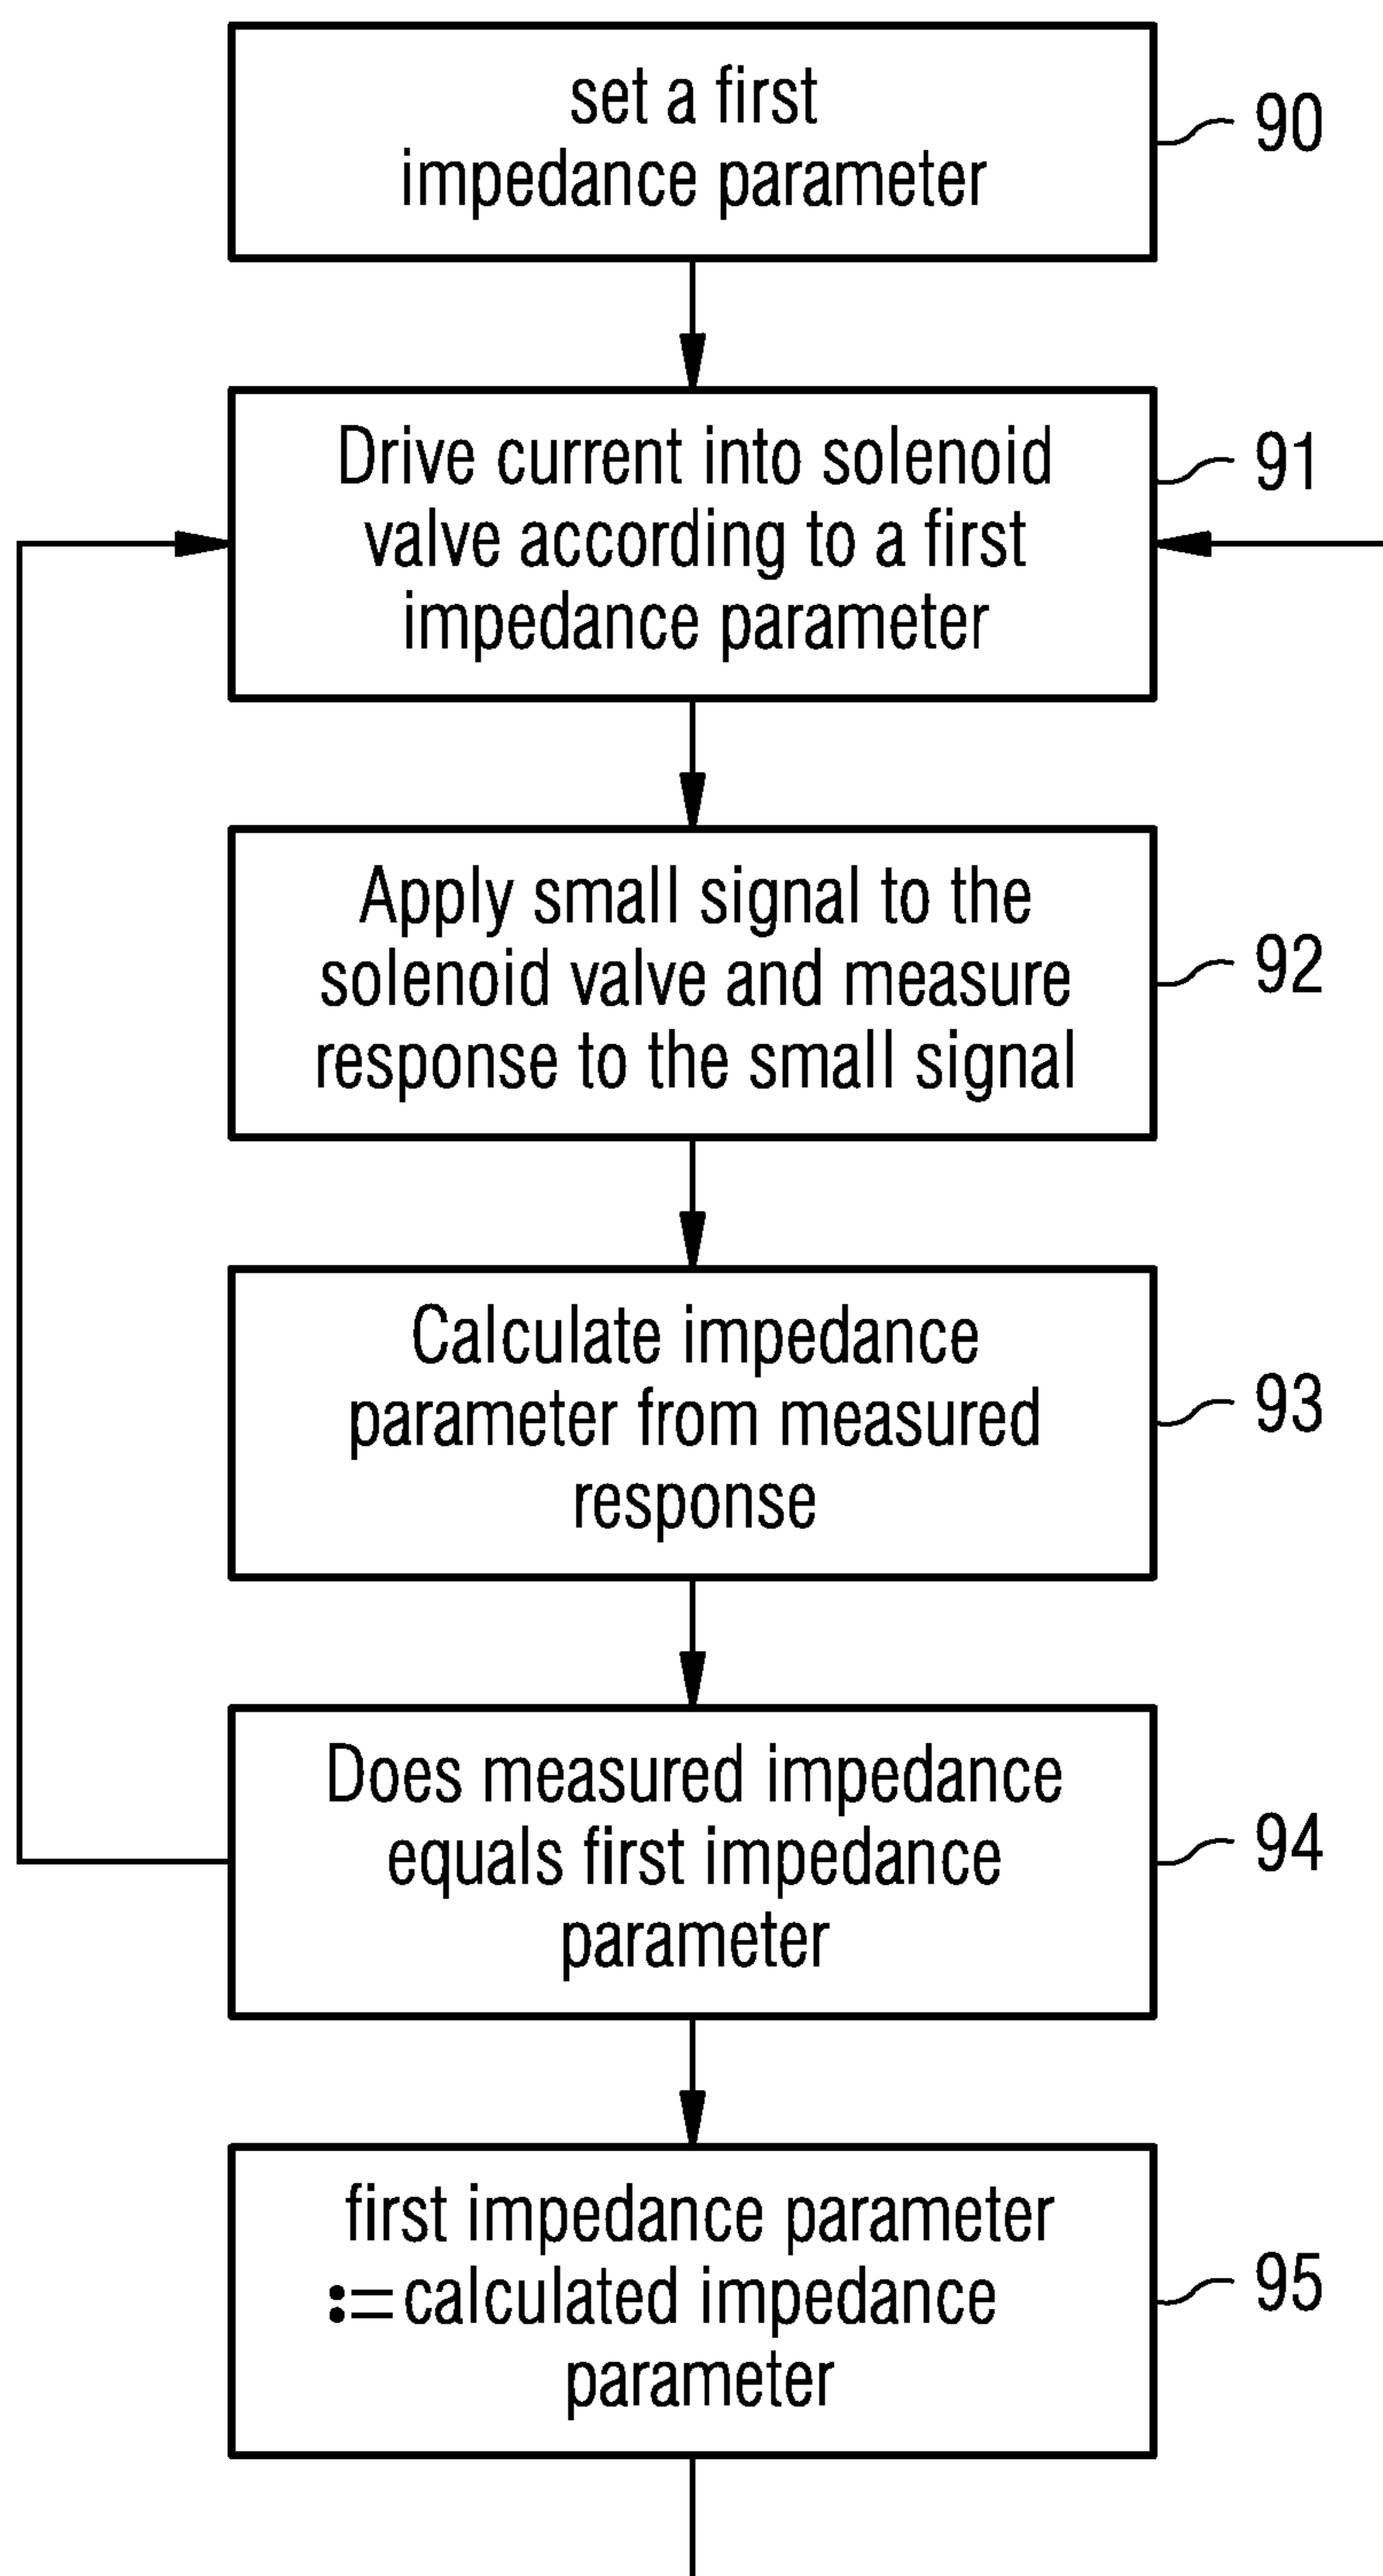 set a first
impedance parameter
90
Drive current into solenoid
valve according to a first
impedance parameter
91
Apply small signal to the
solenoid valve and measure
response to the small signal
92
Calculate impedance
parameter from measured
response
93
Does measured impedance
equals first impedance
parameter
94
first impedance parameter
:= calculated impedance
parameter
95